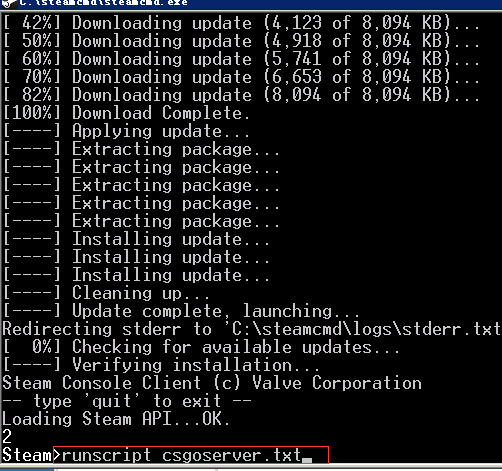 C:\steamcmd\steamcmd.exe
[ 42%] Downloading update (4,123 of 8,094 KB)...
[ 50%] Downloading update (4,918 of 8,094 KB)...
[ 60%] Downloading update (5,741 of 8,094 KB)...
[ 70%] Downloading update (6,653 of 8,094 KB)...
[ 82%] Downloading update (8,094 of 8,094 KB)...
[100%] Download Complete.
[----] Applying update...
[----] Extracting package...
[----] Extracting package...
[----] Extracting package...
[----] Extracting package...
[----] Extracting package...
[----] Installing update...
[----] Installing update...
[----] Installing update...
[----] Cleaning up...
[----] Update complete, launching...
Redirecting stderr to 'C:\steamcmd\logs\stderr.txt
[  0%] Checking for available updates...
[----] Verifying installation...
Steam Console Client (c) Valve Corporation
-- type 'quit' to exit --
Loading Steam API...OK.
2
Steam>runscript csgoserver.txt_